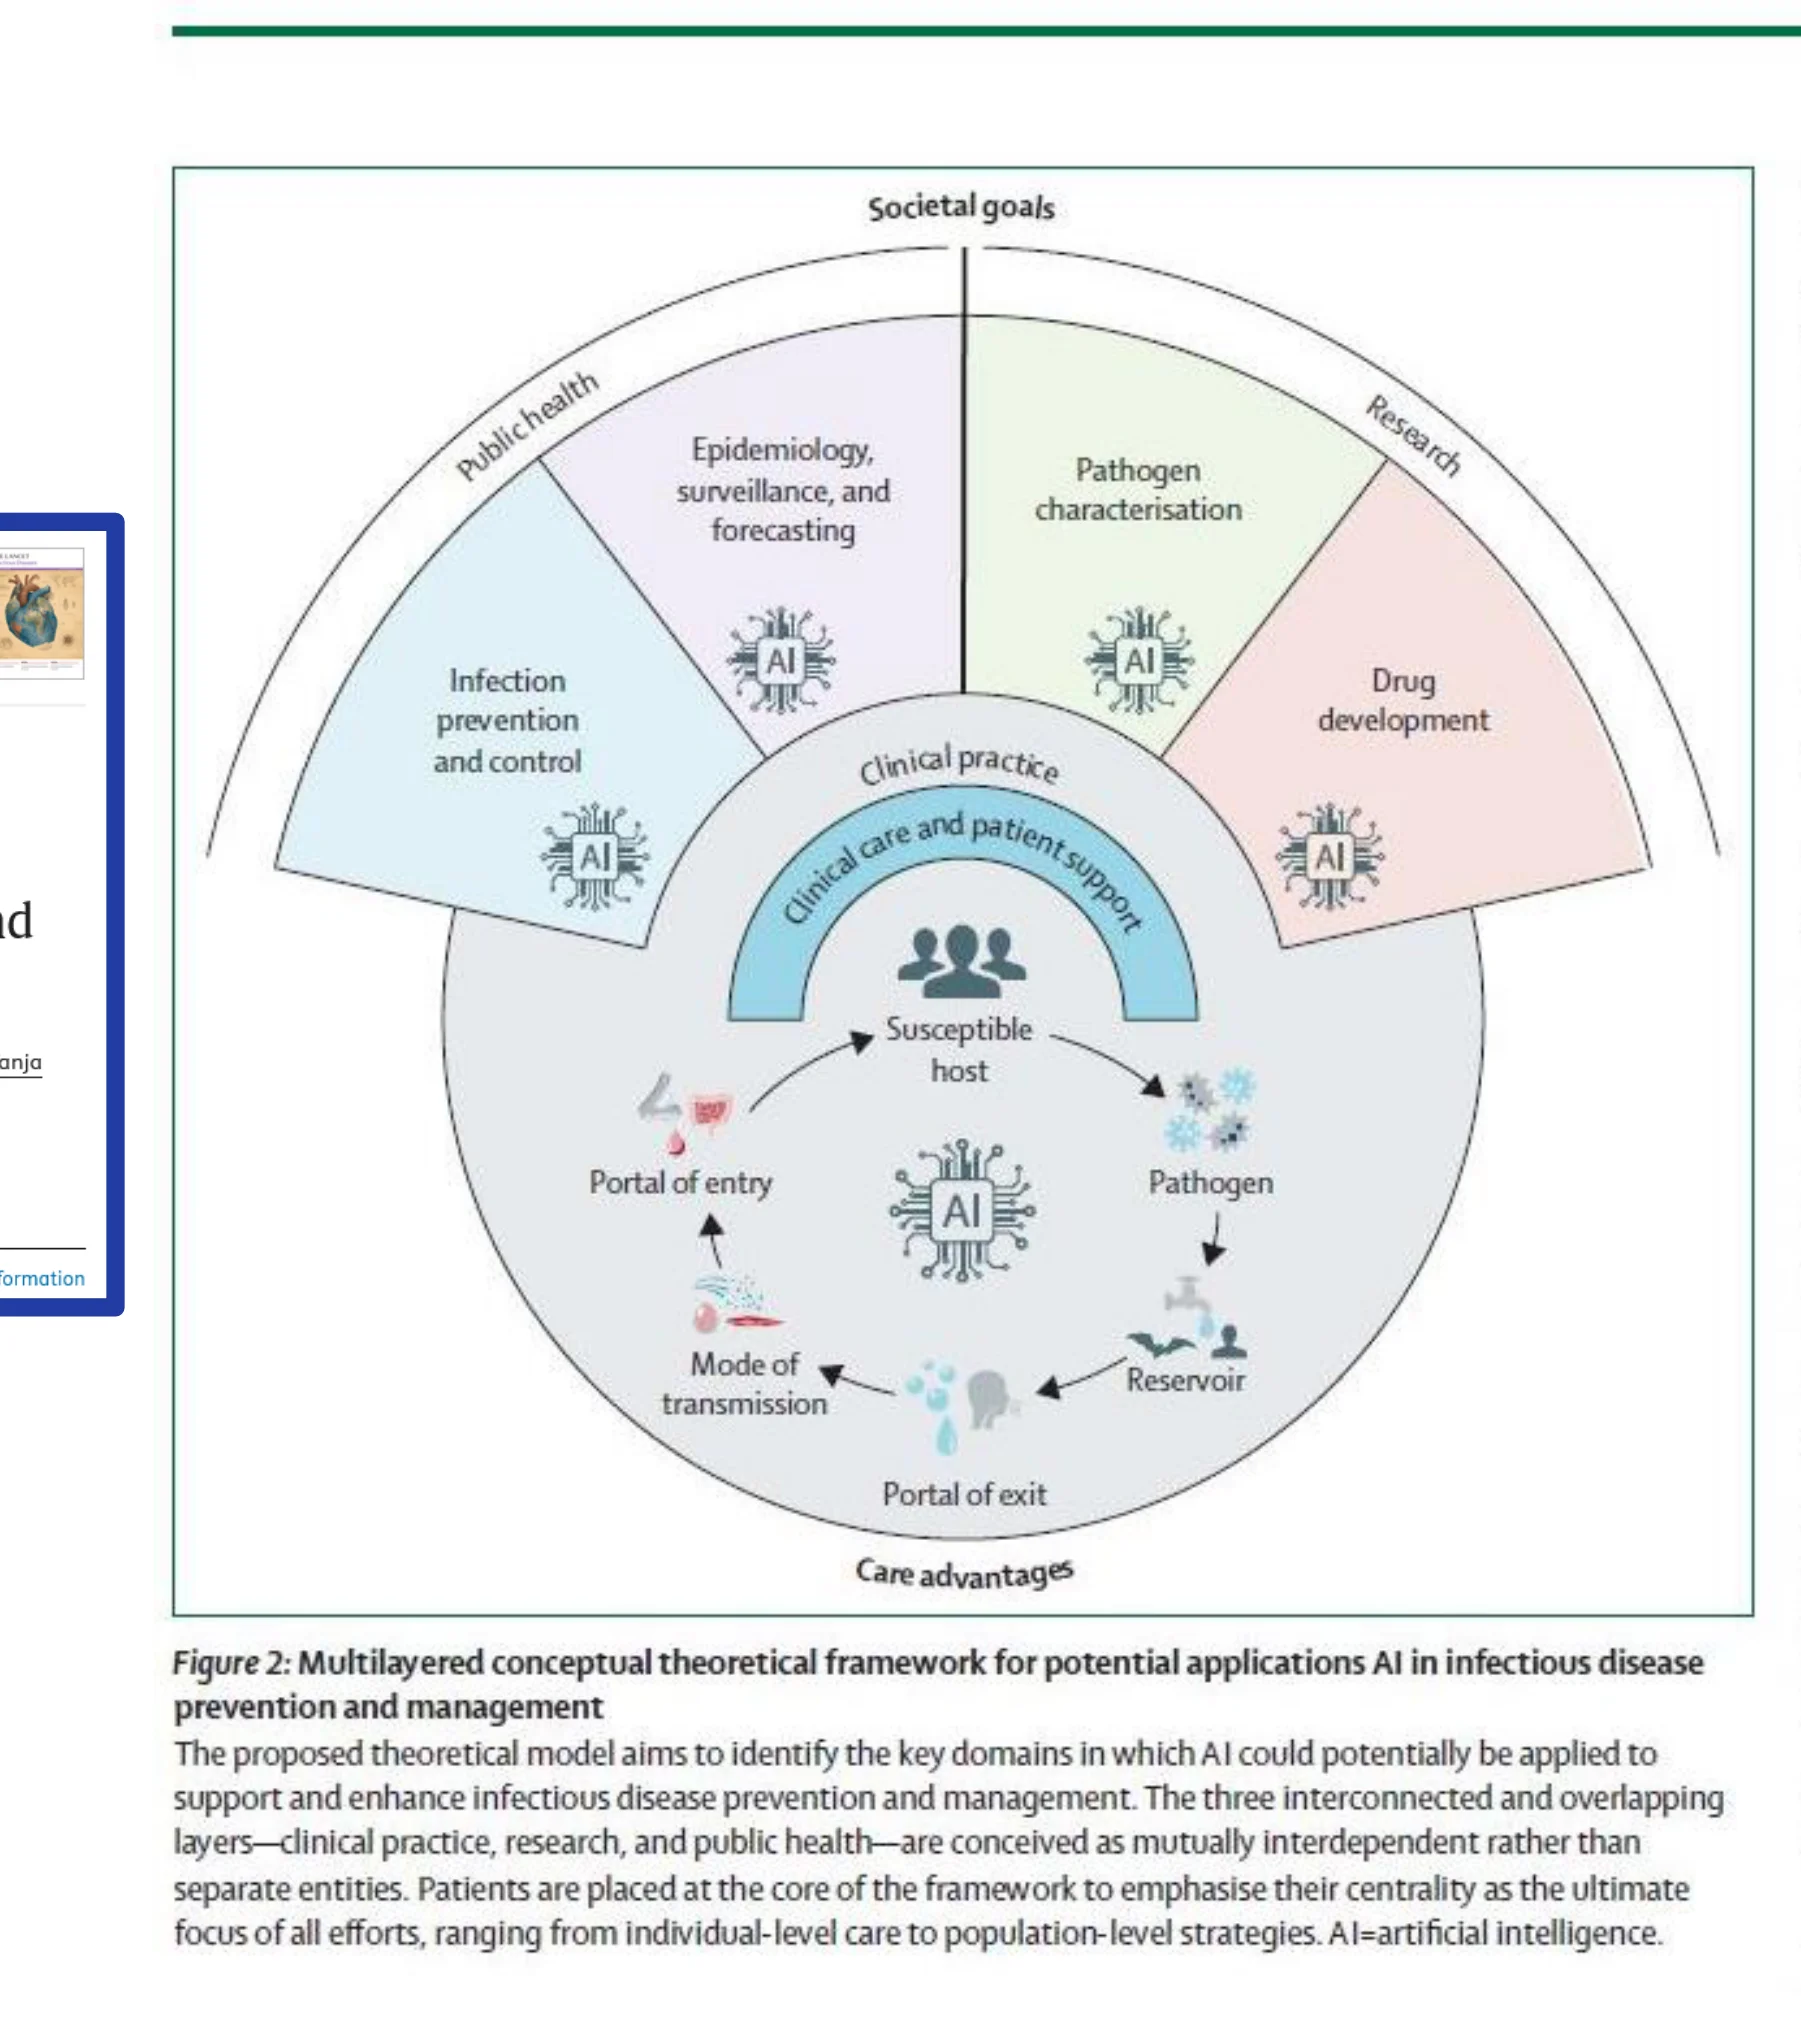 Societal goals
Public health
Research
Epidemiology,
surveillance, and
forecasting
Pathogen
characterisation
Infection
prevention
and control
Drug
development
AI
AI
AI
AI
Clinical practice
Clinical care and patient support
Susceptible
host
Portal of entry
Pathogen
AI
Mode of
transmission
Reservoir
Portal of exit
Care advantages
nd
anja
formation
Figure 2: Multilayered conceptual theoretical framework for potential applications AI in infectious disease
prevention and management
The proposed theoretical model aims to identify the key domains in which AI could potentially be applied to
support and enhance infectious disease prevention and management. The three interconnected and overlapping
layers—clinical practice, research, and public health—are conceived as mutually interdependent rather than
separate entities. Patients are placed at the core of the framework to emphasise their centrality as the ultimate
focus of all efforts, ranging from individual-level care to population-level strategies. AI=artificial intelligence.